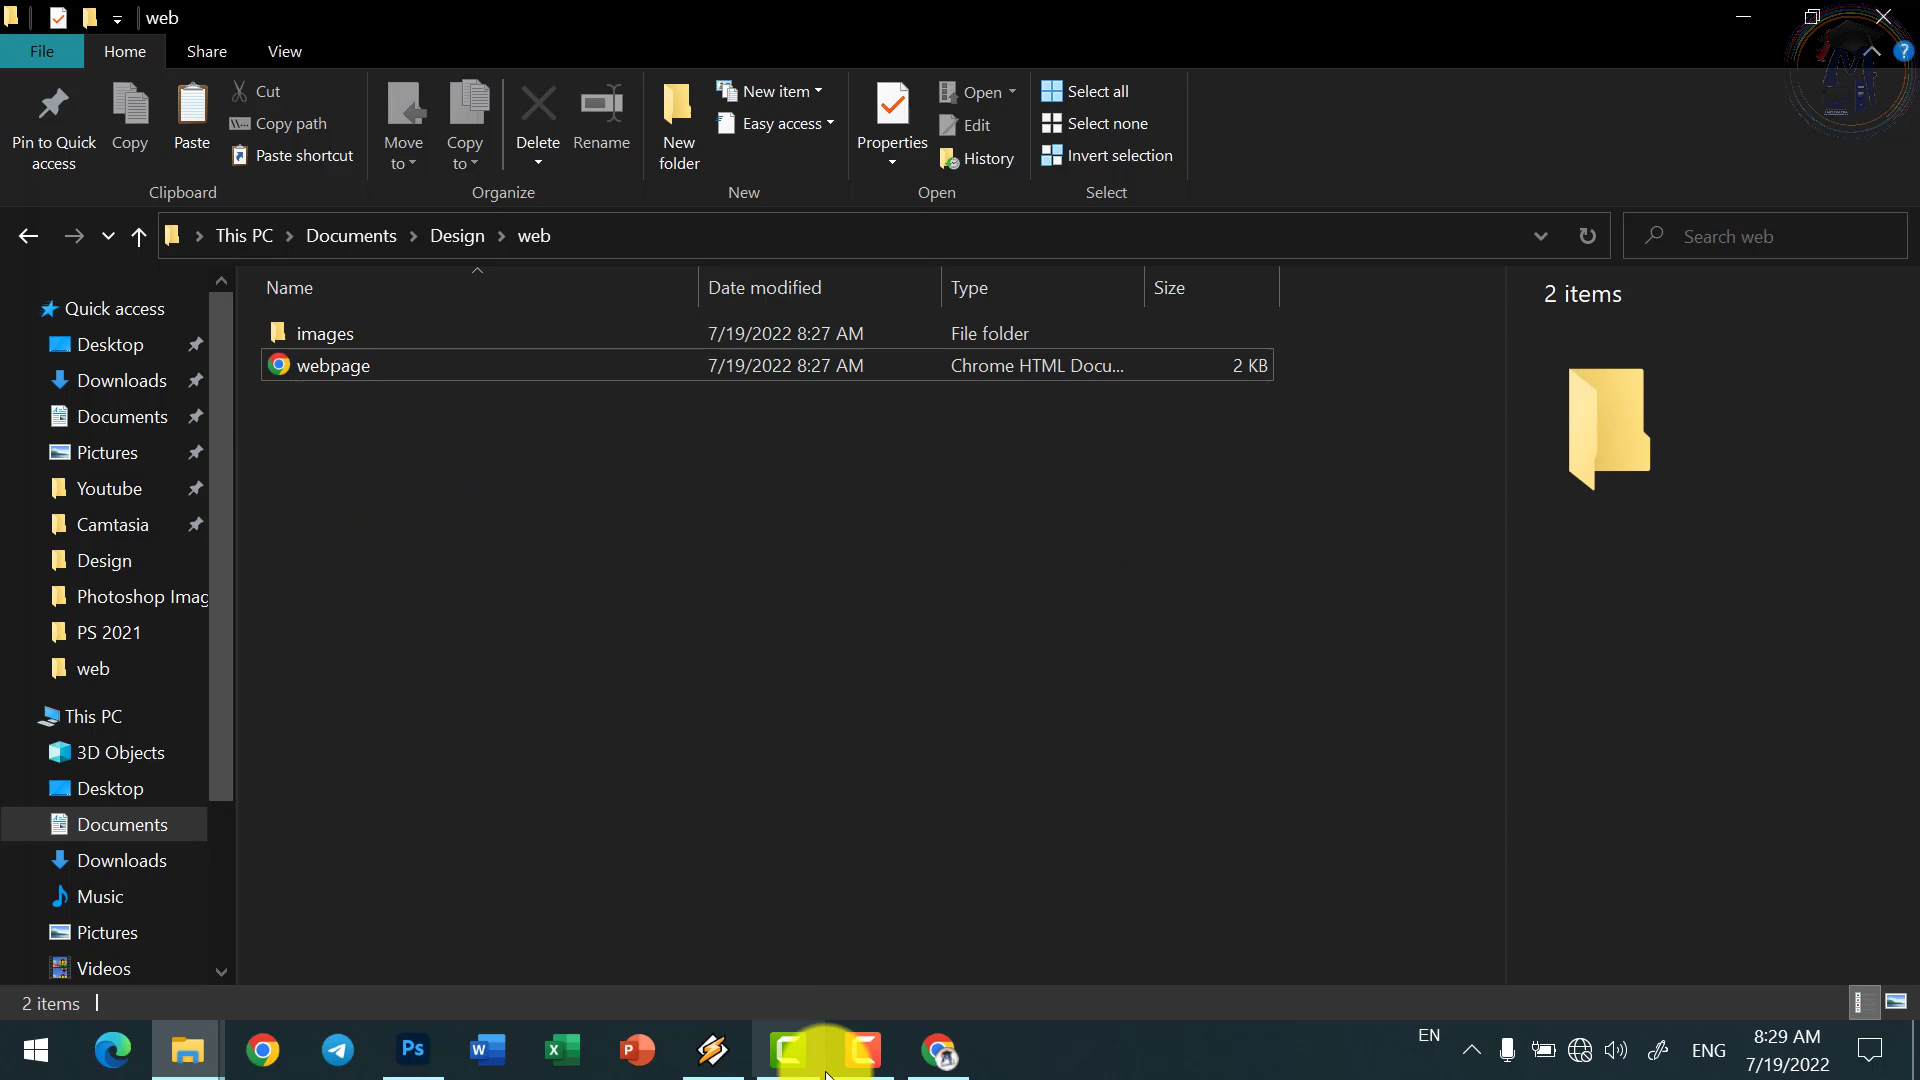 web
File Home Share View
Pin to Quick access
Copy
Paste
Cut
Copy path
Paste shortcut
Clipboard
Move to
Copy to
Delete
Rename
Organize
New folder
New item
Easy access
New
Properties
Open
Edit
History
Open
Select all
Select none
Invert selection
Select
This PC Documents Design web
Search web
Name Date modified Type Size
images 7/19/2022 8:27 AM File folder
webpage 7/19/2022 8:27 AM Chrome HTML Docu... 2 KB
2 items
Quick access
Desktop
Downloads
Documents
Pictures
Youtube
Camtasia
Design
Photoshop Imag
PS 2021
web
This PC
3D Objects
Desktop
Documents
Downloads
Music
Pictures
Videos
2 items
Ps
EN
ENG
8:29 AM
7/19/2022